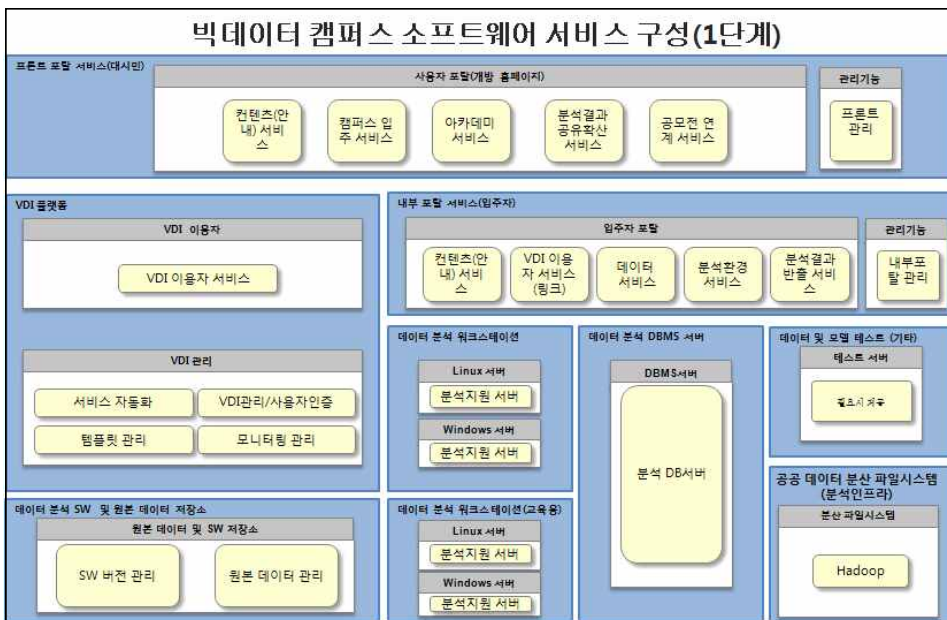 빅데이터 캠퍼스 소프트웨어 서비스 구성(1단계)
프론트 포탈 서비스(대시민)
사용자 포탈(개방 홈페이지)
컨텐츠(안
내) 서비
스
캠퍼스 입
주 서비스
아카데미
서비스
분석결과
공유확산
서비스
공모전 연
계 서비스
관리기능
프론트
관리
VDI 플랫폼
VDI 이용자
VDI 이용자 서비스
VDI 관리
서비스 자동화
VDI관리/사용자인증
템플릿 관리
모니터링 관리
내부 포탈 서비스(입주자)
입주자 포탈
컨텐츠(안
내) 서비
스
VDI 이용
자 서비스
(링크)
데이터
서비스
분석환경
서비스
분석결과
반출 서비
스
관리기능
내부포
탈 관리
데이터 분석 워크스테이션
Linux 서버
분석지원 서버
Windows 서버
분석지원 서버
데이터 분석 DBMS 서버
DBMS서버
분석 DB서버
데이터 및 모델 테스트 (기타)
테스트 서버
필요시 제공
데이터 분석 SW 및 원본 데이터 저장소
원본 데이터 및 SW 저장소
SW 버전 관리
원본 데이터 관리
데이터 분석 워크스테이션(교육용)
Linux 서버
분석지원 서버
Windows 서버
분석지원 서버
공공 데이터 분산 파일시스템
(분석인프라)
분산 파일시스템
Hadoop